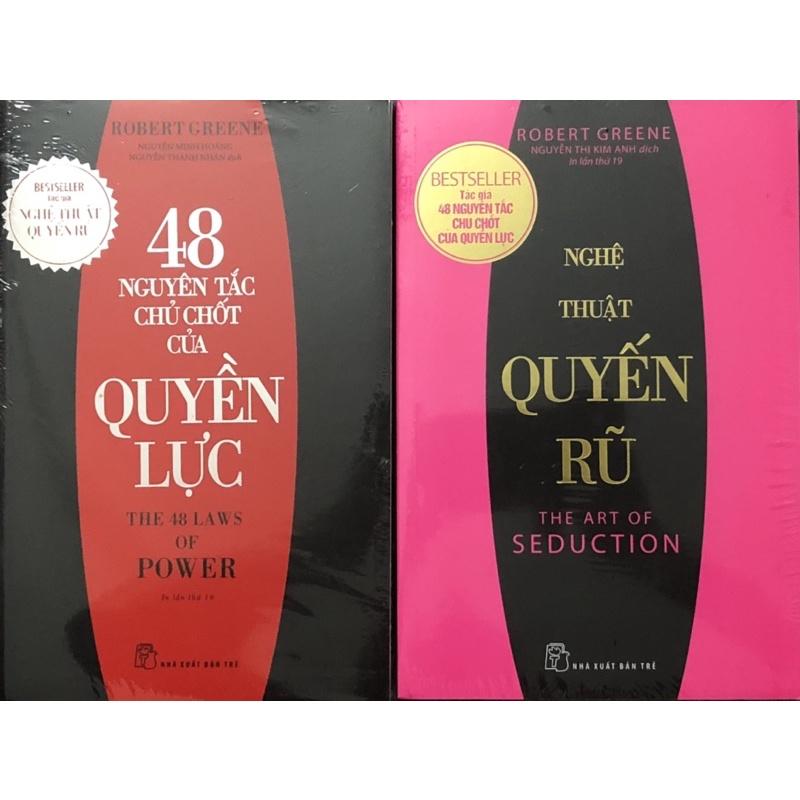 ROBERT GREENE
NGUYỄN MINH HOÀNG
NGUYỄN THÀNH NHÂN dịch
BESTSELLER
Tác giả
NGHỆ THUẬT
QUYẾN RŨ
48
NGUYÊN TẮC
CHỦ CHỐT
CỦA
QUYỀN
LỰC
THE 48 LAWS
OF
POWER
In lần thứ 19
NHÀ XUẤT BẢN TRẺ
ROBERT GREENE
NGUYỄN THỊ KIM ANH dịch
In lần thứ 19
BESTSELLER
Tác giả
48 NGUYÊN TẮC
CHỦ CHỐT
CỦA QUYỀN LỰC
NGHỆ
THUẬT
QUYẾN
RŨ
THE ART OF
SEDUCTION
NHÀ XUẤT BẢN TRẺ